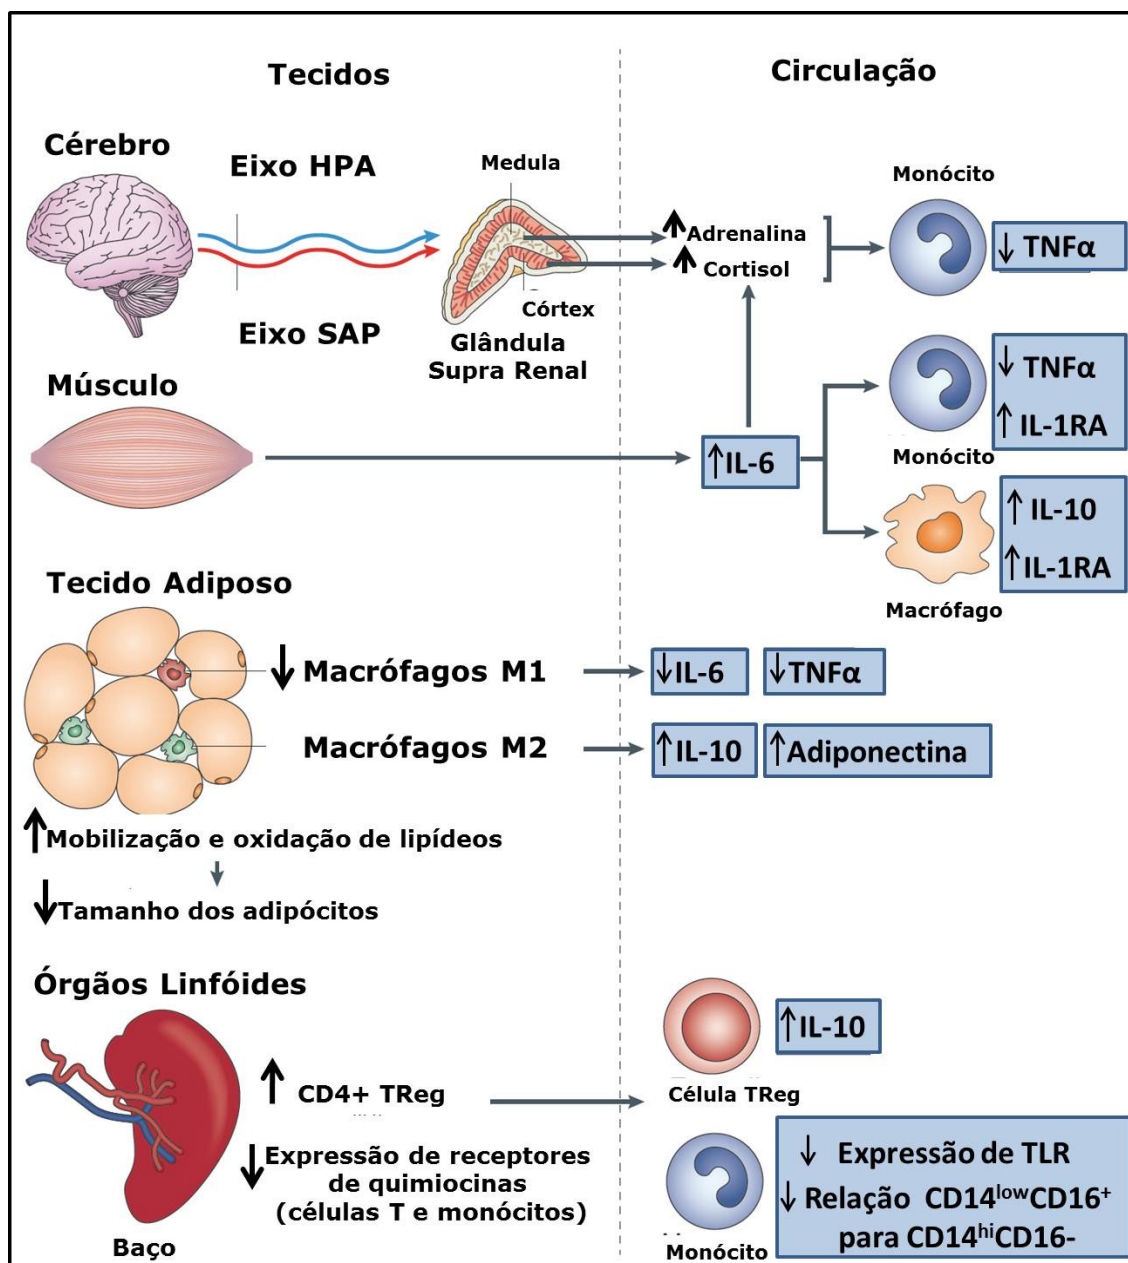 Tecidos
Circulação
Cérebro
Eixo HPA
Medula
Monócito
↑ Adrenalina
↑ Cortisol
↓ TNFα
Eixo SAP
Córtex
Glândula
Supra Renal
Músculo
↑IL-6
↓ TNFα
↑ IL-1RA
Monócito
↑ IL-10
↑IL-1RA
Macrófago
Tecido Adiposo
↓ Macrófagos M1
↓IL-6
↓TNFα
Macrófagos M2
↑IL-10
↑Adiponectina
↑Mobilização e oxidação de lipídeos
↓Tamanho dos adipócitos
Órgãos Linfóides
↑ CD4+ TReg
↑IL-10
Célula TReg
↓ Expressão de receptores
de quimiocinas
(células T e monócitos)
Baço
↓ Expressão de TLR
↓ Relação CD14lowCD16+
para CD14hiCD16-
Monócito